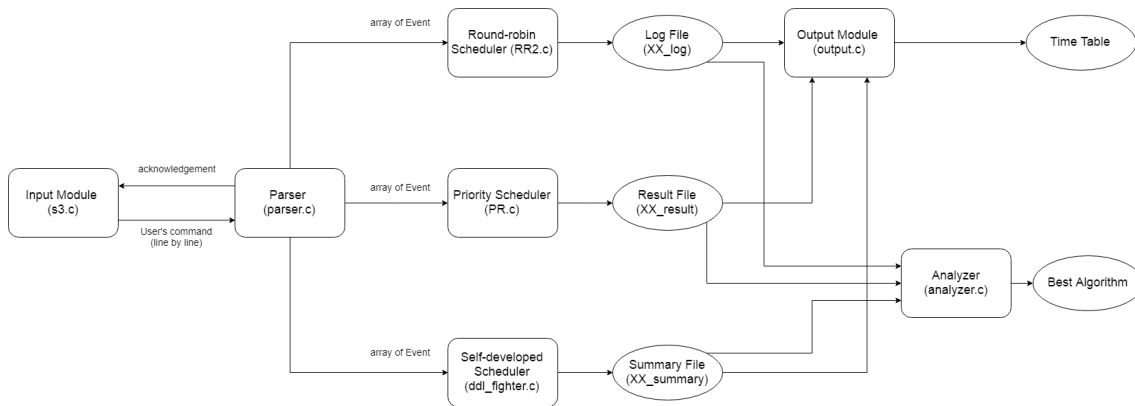 array of Event
Round-robin
Scheduler (RR2.c)
Log File
(XX_log)
Output Module
(output.c)
Time Table
acknowledgement
Input Module
(s3.c)
User's command
(line by line)
Parser
(parser.c)
array of Event
Priority Scheduler
(PR.c)
Result File
(XX_result)
Analyzer
(analyzer.c)
Best Algorithm
array of Event
Self-developed
Scheduler
(ddl_fighter.c)
Summary File
(XX_summary)